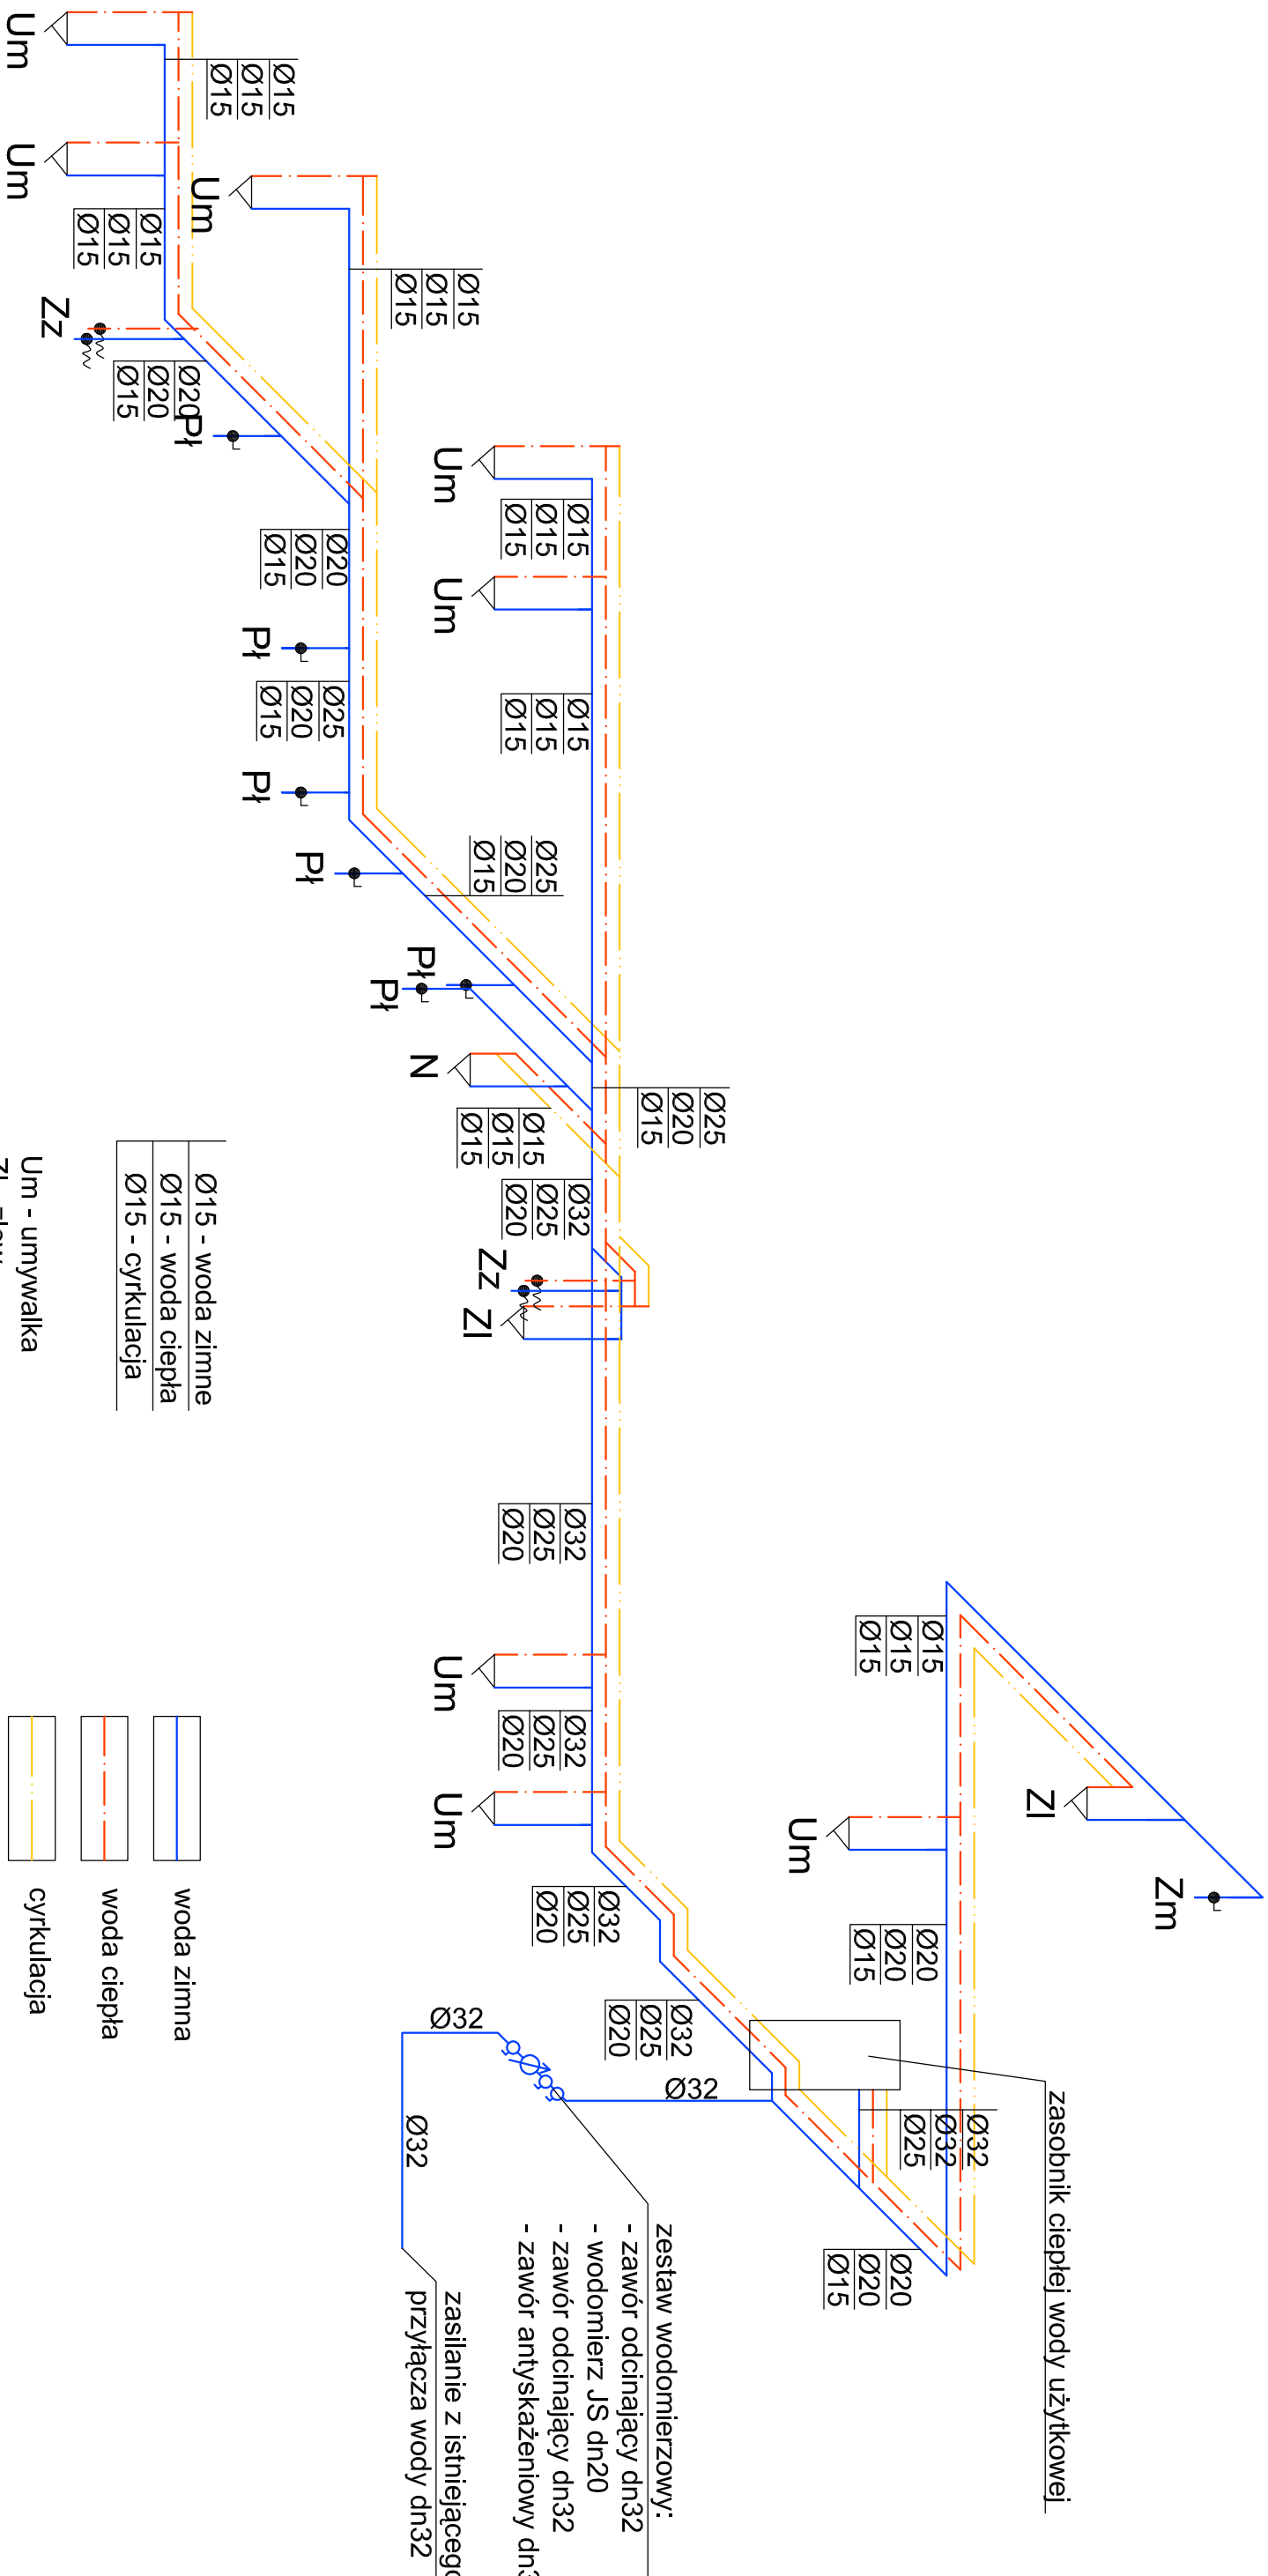 Zm
zasobnik ciepłej wody użytkowej
Zl
Ø32
Ø32
Ø25
Ø15
Ø15
Ø15
Um
Ø20
Ø20
Ø15
Ø20
Ø20
Ø15
Ø25
Ø20
Ø15
Ø32
Ø32
Ø25
Ø20
zestaw wodomierzowy:
- zawór odcinający dn32
- wodomierz JS dn20
- zawór odcinający dn32
- zawór antyskażeniowy dn3
Um
Ø15
Ø15
Ø15
Um
Ø15
Ø15
Ø15
Ø25
Ø20
Ø15
Ø15
Ø15
Ø15
Ø32
Ø25
Ø20
Zz
Zl
Ø32
Ø25
Ø20
Um
Ø32
Ø25
Ø20
Um
Ø32
Ø25
Ø20
Ø15
Ø15
Ø15
Pł
Pł
N
Ø32
Ø32
zasilanie z istniejącego
przyłącza wody dn32
Um
Ø20
Ø20
Ø15
Pł
Ø25
Ø20
Ø15
Pł
Pł
Ø15
Ø15
Ø15
Um
Um
Ø15
Ø15
Ø15
Zz
Ø20
Ø20
Ø15
Pł
Ø15 - woda zimne
Ø15 - woda ciepła
Ø15 - cyrkulacja
Um - umywalka
Zl - zlew
woda zimna
woda ciepła
cyrkulacja